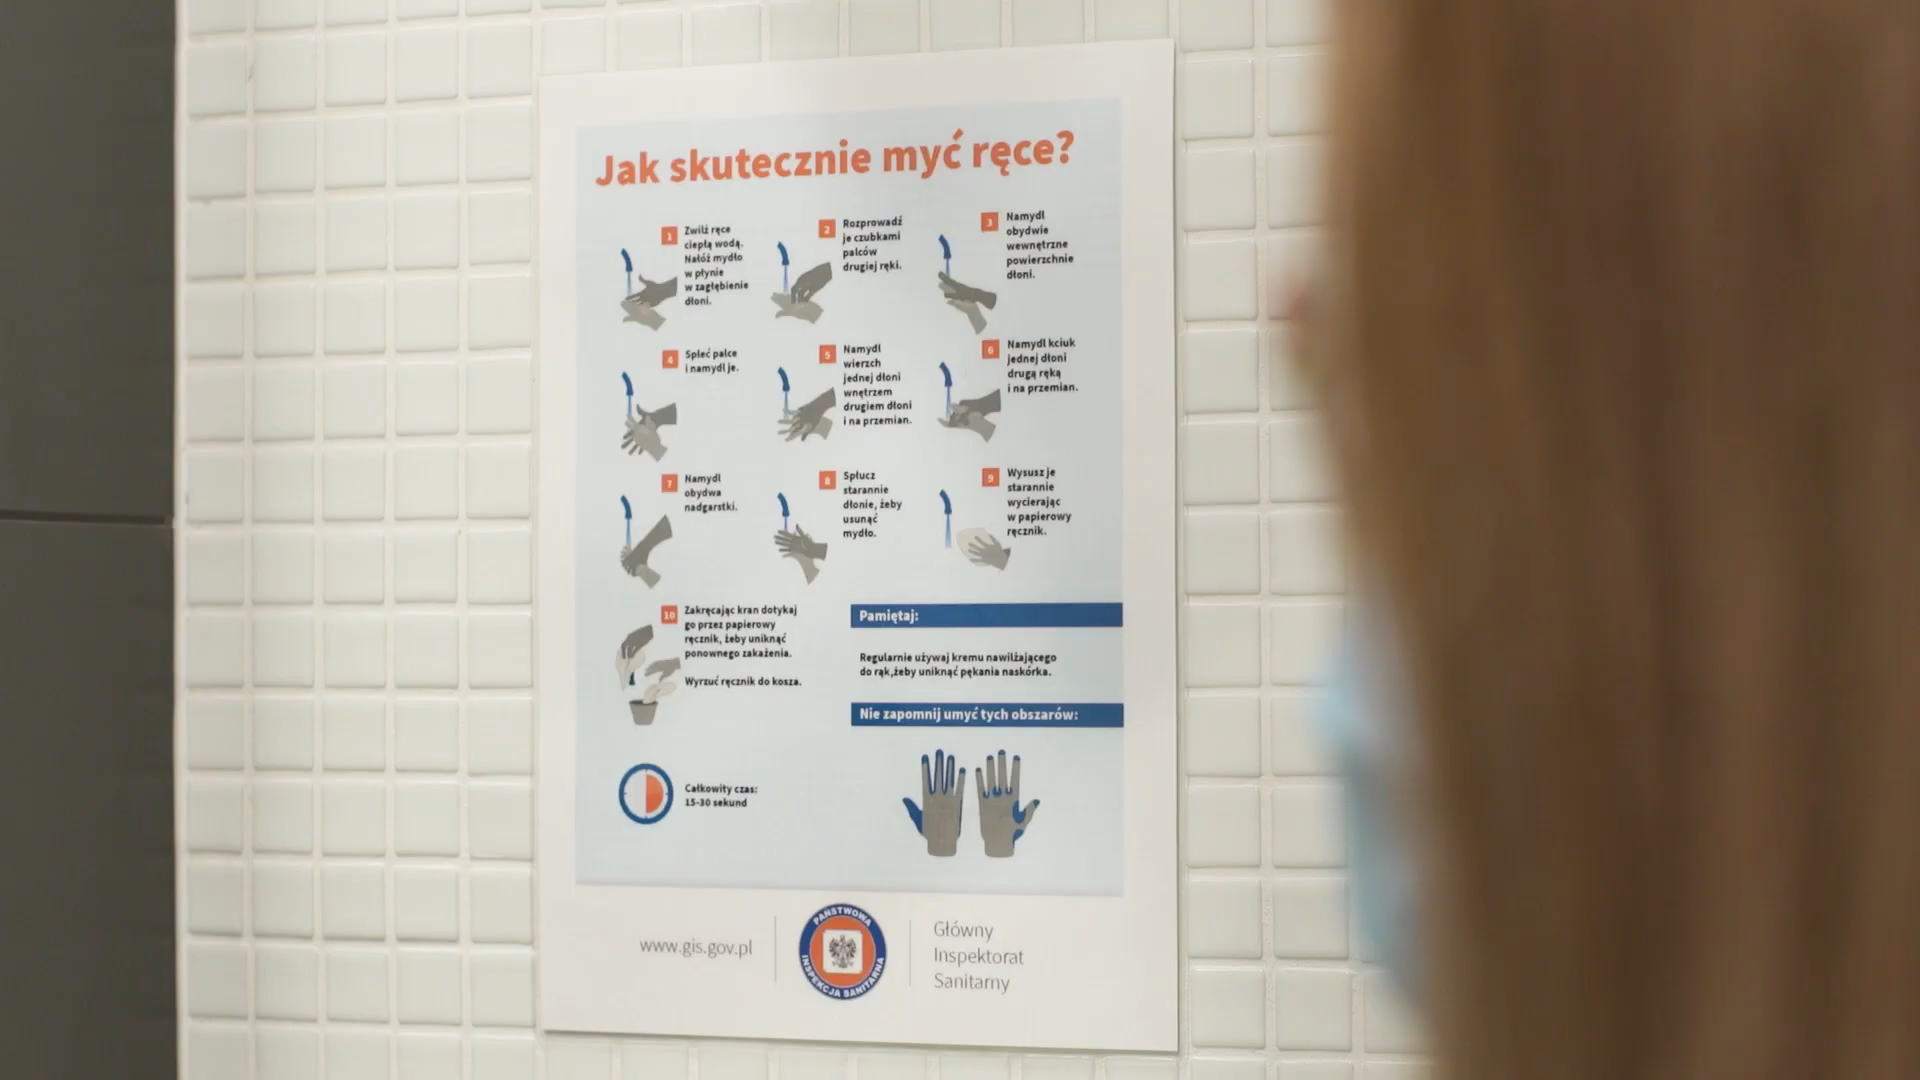 Jak skutecznie myć ręce?
1
Zwilż ręce
ciepłą wodą.
Nałóż mydło
w płynie
w zagłębienie
dłoni.
2
Rozprowadź
je czubkami
palców
drugiej ręki.
3
Namydl
obydwie
wewnętrzne
powierzchnie
dłoni.
4
Spleć palce
i namydl je.
5
Namydl
wierzch
jednej dłoni
wnętrzem
drugiem dłoni
i na przemian.
6
Namydl kciuk
jednej dłoni
drugą ręką
i na przemian.
7
Namydl
obydwa
nadgarstki.
8
Spłucz
starannie
dłonie, żeby
usunąć
mydło.
9
Wysusz je
starannie
wycierając
w papierowy
ręcznik.
10
Zakręcając kran dotykaj
go przez papierowy
ręcznik, żeby uniknąć
ponownego zakażenia.
Wyrzuć ręcznik do kosza.
Całkowity czas:
15-30 sekund
Pamiętaj:
Regularnie używaj kremu nawilżającego
do rąk,żeby uniknąć pękania naskórka.
Nie zapomnij umyć tych obszarów:
www.gis.gov.pl
PAŃSTWOWA
INSPEKCJA SANITARNA
Główny
Inspektorat
Sanitarny